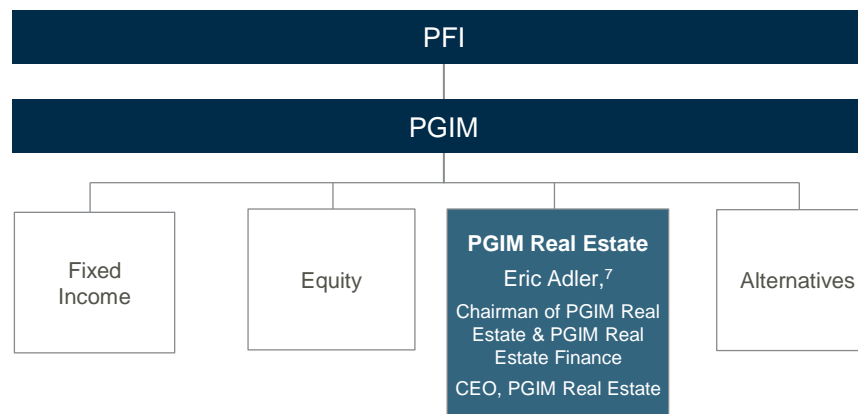 PFI
PGIM
Fixed
Income
Equity
PGIM Real Estate
Eric Adler,⁷
Chairman of PGIM Real
Estate & PGIM Real
Estate Finance
CEO, PGIM Real Estate
Alternatives